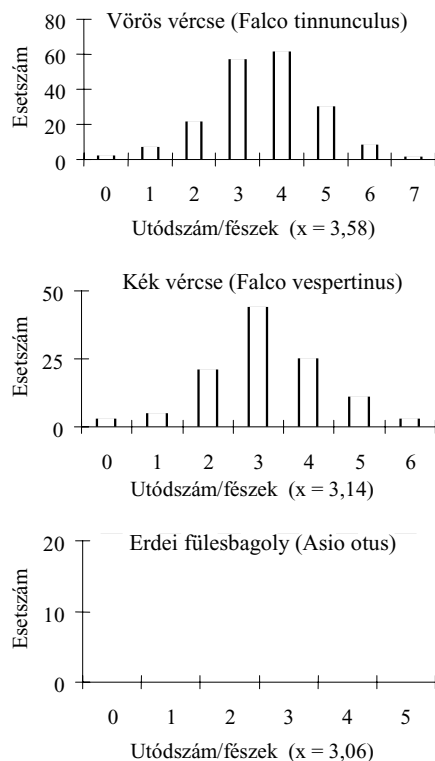 Vörös vércse (Falco tinnunculus)
Esetszám
80
60
40
20
0
0 1 2 3 4 5 6 7
Utódszám/fészek (x = 3,58)
Kék vércse (Falco vespertinus)
Esetszám
50
25
0
0 1 2 3 4 5 6
Utódszám/fészek (x = 3,14)
Erdei fülesbagoly (Asio otus)
Esetszám
20
10
0
0 1 2 3 4 5
Utódszám/fészek (x = 3,06)